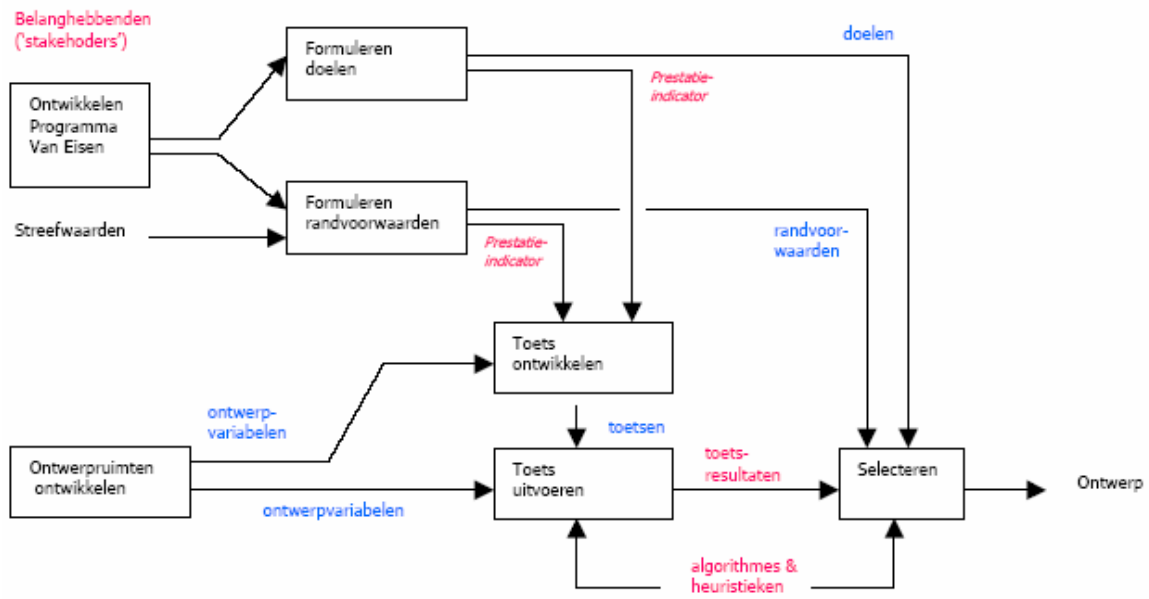 Belanghebbenden
('stakehoders')
Formuleren
doelen
doelen
Prestatie-
indicator
Ontwikkelen
Programma
Van Eisen
Formuleren
randvoorwaarden
Streefwaarden
Prestatie-
indicator
randvoor-
waarden
Toets
ontwikkelen
ontwerp-
variabelen
toetsen
Ontwerpruimten
ontwikkelen
Toets
uitvoeren
toets-
resultaten
Selecteren
Ontwerp
ontwerpvariabelen
algorithmes &
heuristieken